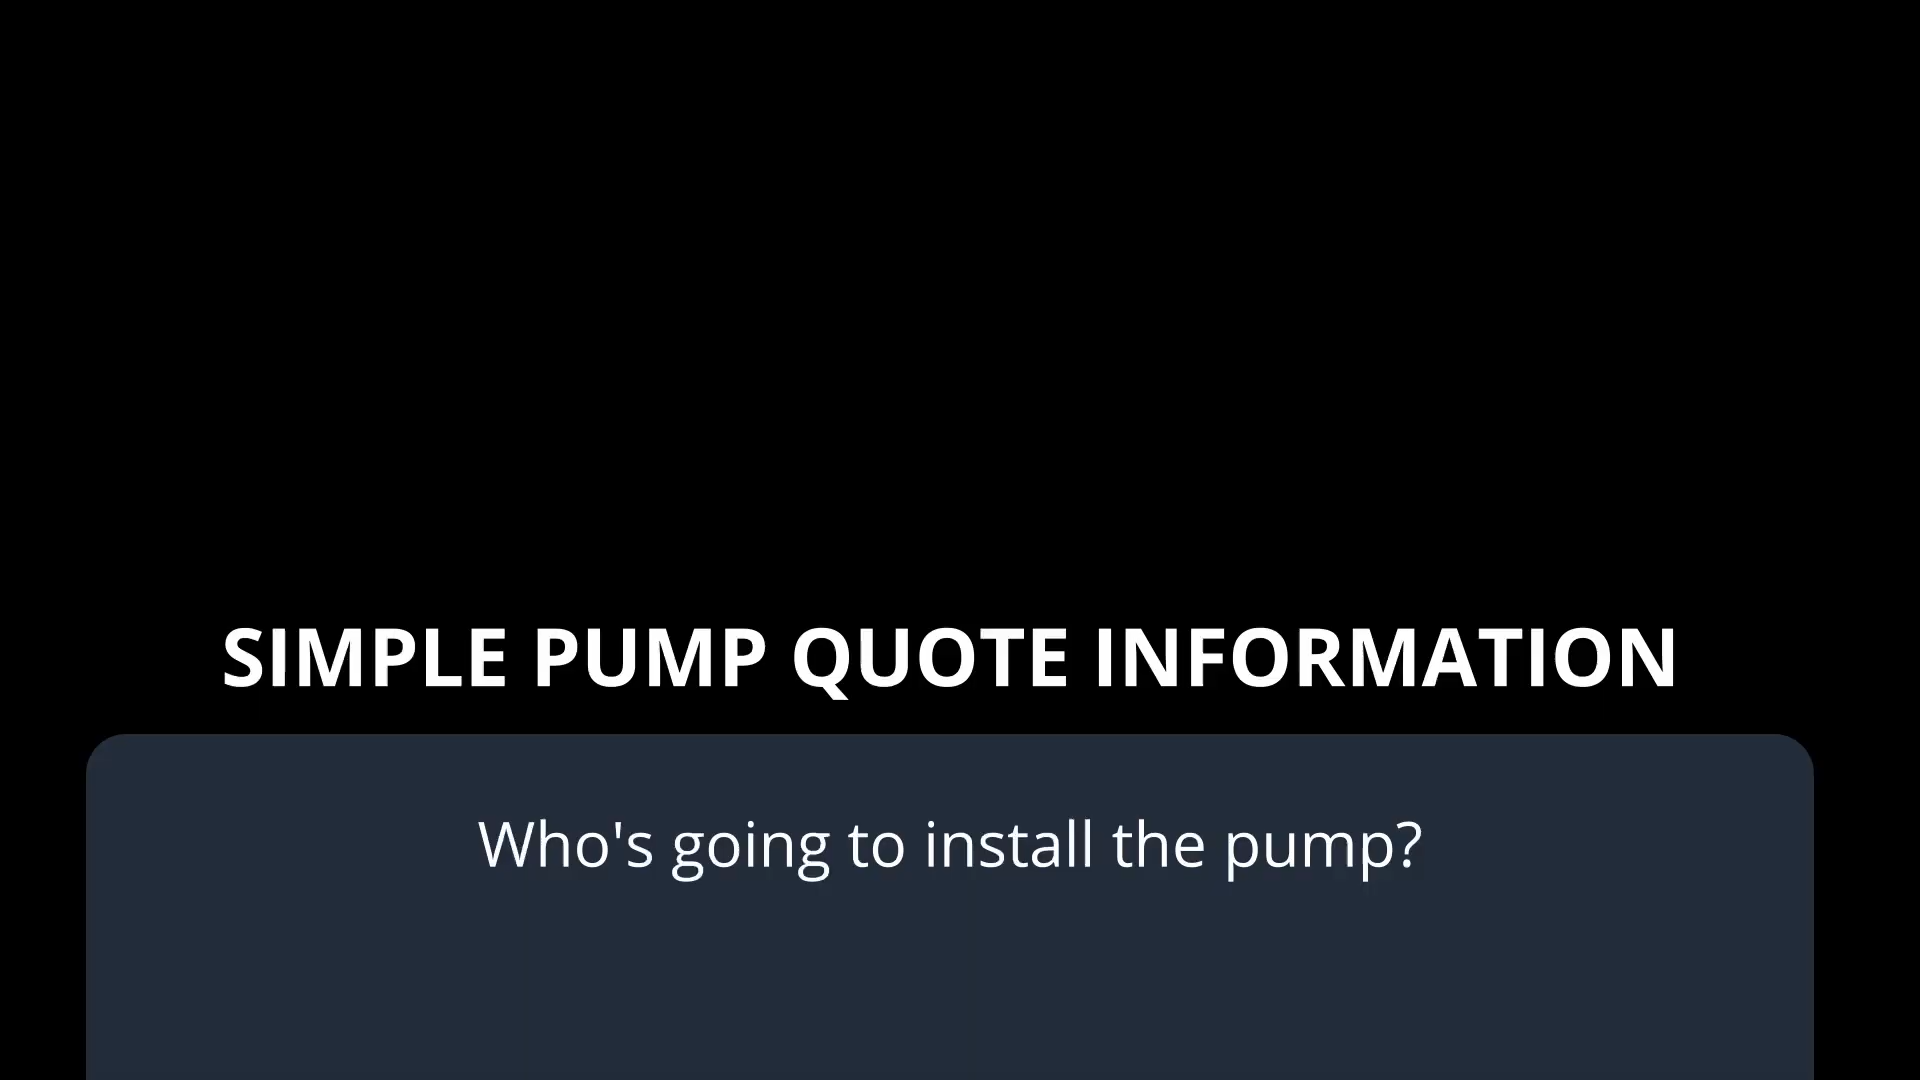 SIMPLE PUMP QUOTE INFORMATION
Who's going to install the pump?